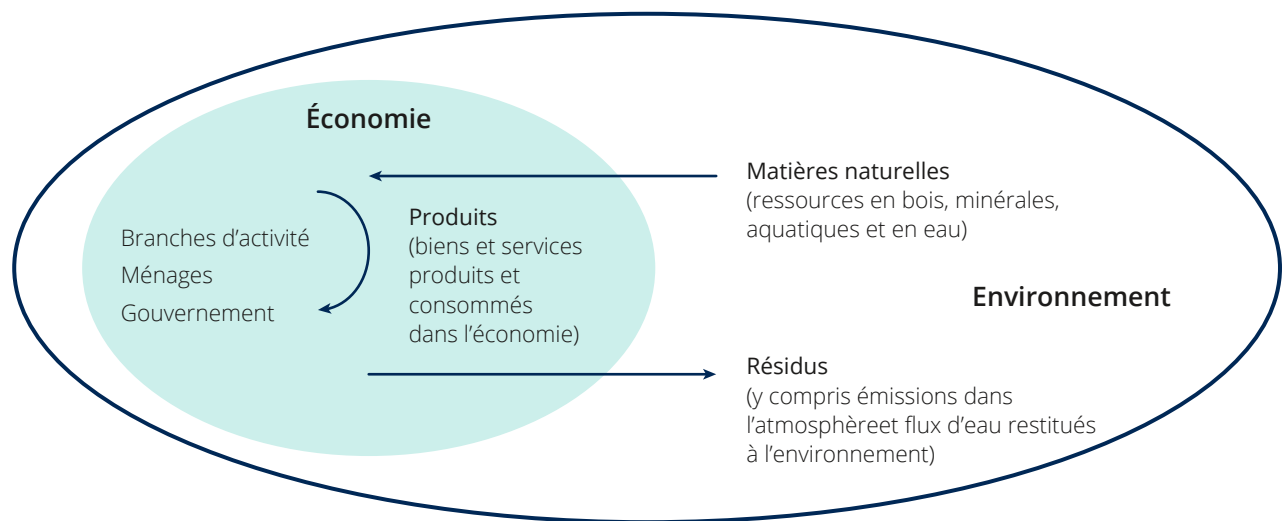 Économie
Branches d’activité
Ménages
Gouvernement
Produits
(biens et services
produits et
consommés
dans l’économie)
Matières naturelles
(ressources en bois, minérales,
aquatiques et en eau)
Environnement
Résidus
(y compris émissions dans
l’atmosphèreet flux d’eau restitués
à l’environnement)